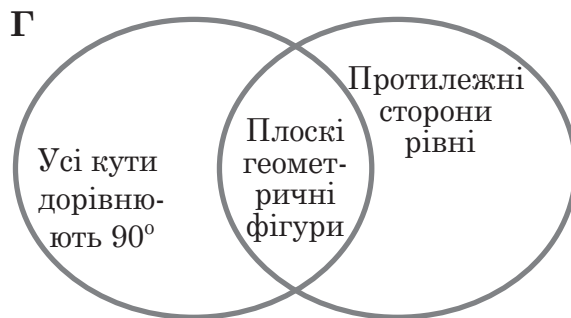 Г
Усі кути
дорівню-
ють 90°
Плоскі
геомет-
ричні
фігури
Протилежні
сторони
рівні